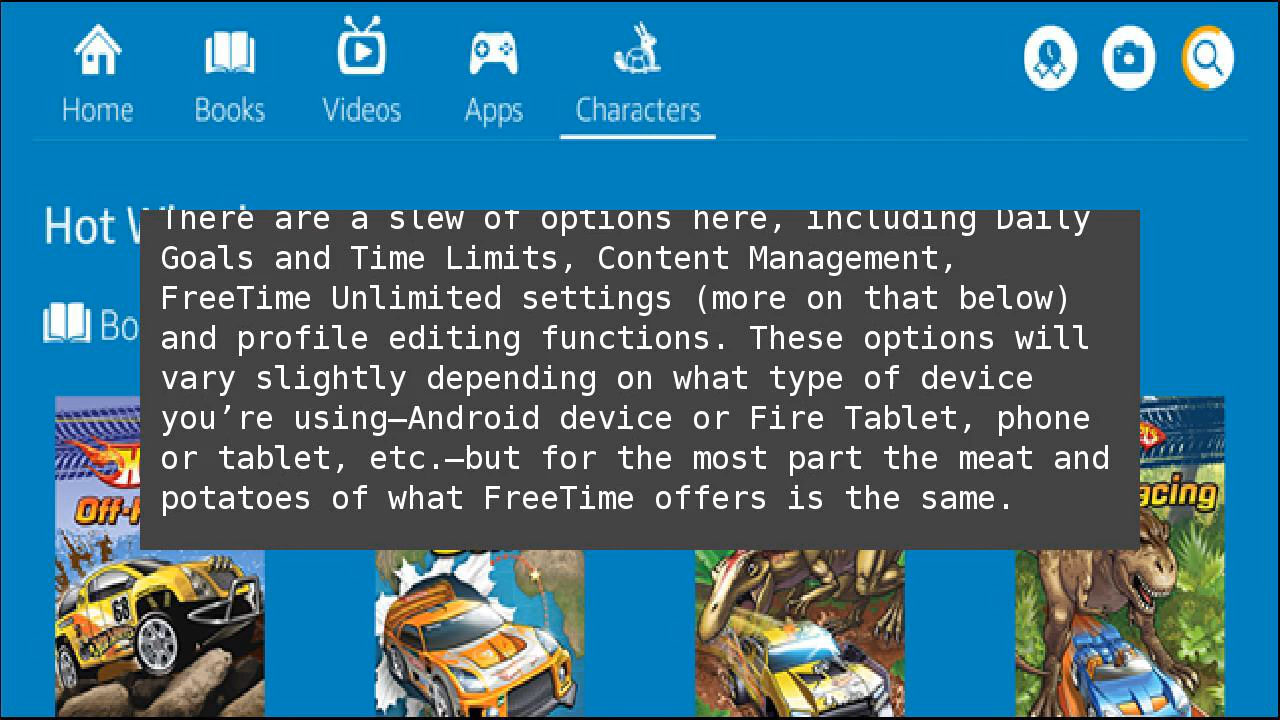 Home Books Videos Apps Characters
Hot
There are a slew of options here, including Daily
Goals and Time Limits, Content Management,
FreeTime Unlimited settings (more on that below)
and profile editing functions. These options will
vary slightly depending on what type of device
you’re using—Android device or Fire Tablet, phone
or tablet, etc.—but for the most part the meat and
potatoes of what FreeTime offers is the same.
68